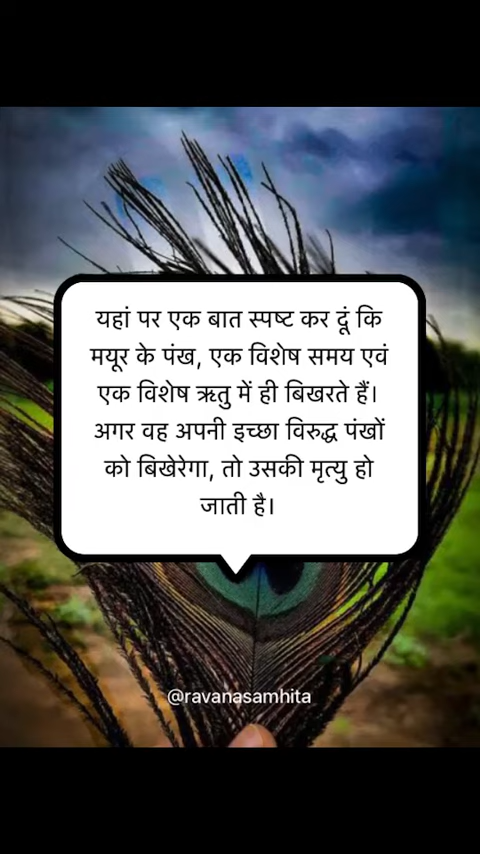 यहां पर एक बात स्पष्ट कर दूं कि
मयूर के पंख, एक विशेष समय एवं
एक विशेष ऋतु में ही बिखरते हैं।
अगर वह अपनी इच्छा विरुद्ध पंखों
को बिखेरेगा, तो उसकी मृत्यु हो
जाती है।
@ravanasamhita